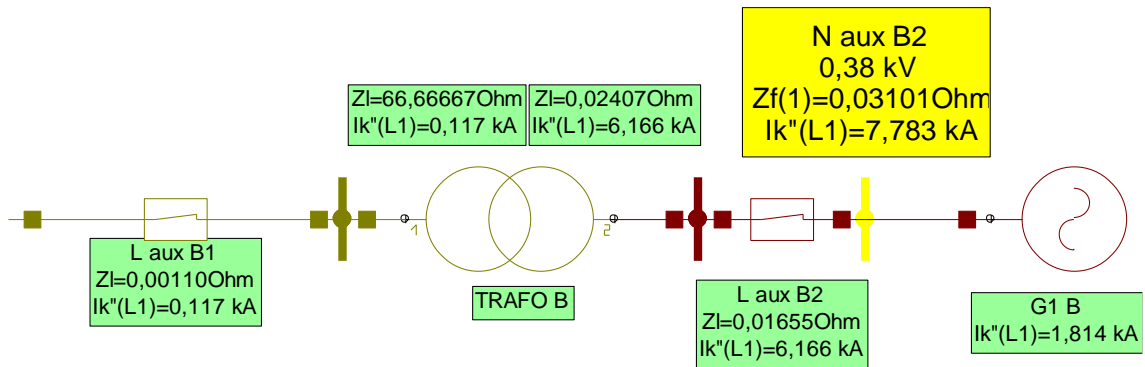 N aux B2
0,38 kV
Zf(1)=0,03101Ohm
Ik"(L1)=7,783 kA
Zl=66,66667Ohm
Ik"(L1)=0,117 kA
Zl=0,02407Ohm
Ik"(L1)=6,166 kA
1
2
L aux B1
Zl=0,00110Ohm
Ik"(L1)=0,117 kA
TRAFO B
L aux B2
Zl=0,01655Ohm
Ik"(L1)=6,166 kA
G1 B
Ik"(L1)=1,814 kA